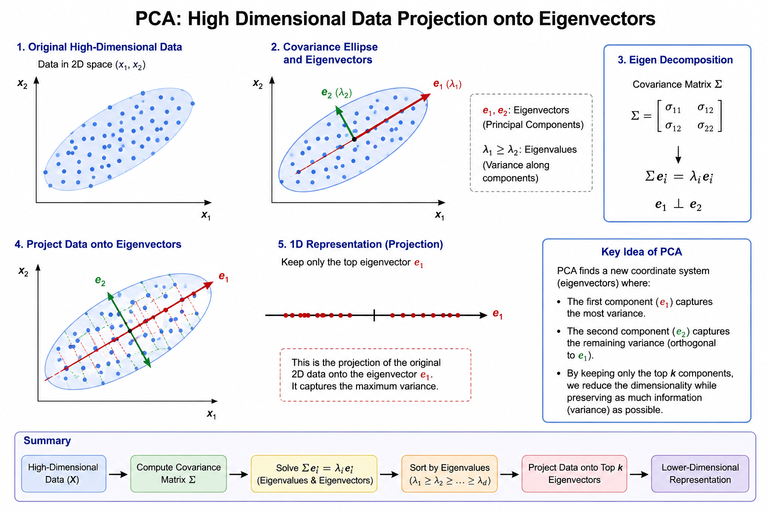 PCA: High Dimensional Data Projection onto Eigenvectors
1. Original High-Dimensional Data
Data in 2D space (x₁, x₂)
x₂
x₁
2. Covariance Ellipse
and Eigenvectors
x₂
e₂ (λ₂)
e₁ (λ₁)
x₁
e₁, e₂: Eigenvectors
(Principal Components)
λ₁ ≥ λ₂: Eigenvalues
(Variance along
components)
3. Eigen Decomposition
Covariance Matrix Σ
Σ = [σ₁₁ σ₁₂
σ₁₂ σ₂₂]
Σeᵢ = λᵢeᵢ
e₁ ⊥ e₂
4. Project Data onto Eigenvectors
x₂
e₂
e₁
x₁
5. 1D Representation (Projection)
Keep only the top eigenvector e₁
e₁
This is the projection of the original
2D data onto the eigenvector e₁.
It captures the maximum variance.
Key Idea of PCA
PCA finds a new coordinate system
(eigenvectors) where:
• The first component (e₁) captures
the most variance.
• The second component (e₂) captures
the remaining variance (orthogonal
to e₁).
• By keeping only the top k components,
we reduce the dimensionality while
preserving as much information
(variance) as possible.
Summary
High-Dimensional
Data (X)
Compute Covariance
Matrix Σ
Solve Σeᵢ = λᵢeᵢ
(Eigenvalues & Eigenvectors)
Sort by Eigenvalues
(λ₁ ≥ λ₂ ≥ ... ≥ λ_d)
Project Data onto Top k
Eigenvectors
Lower-Dimensional
Representation